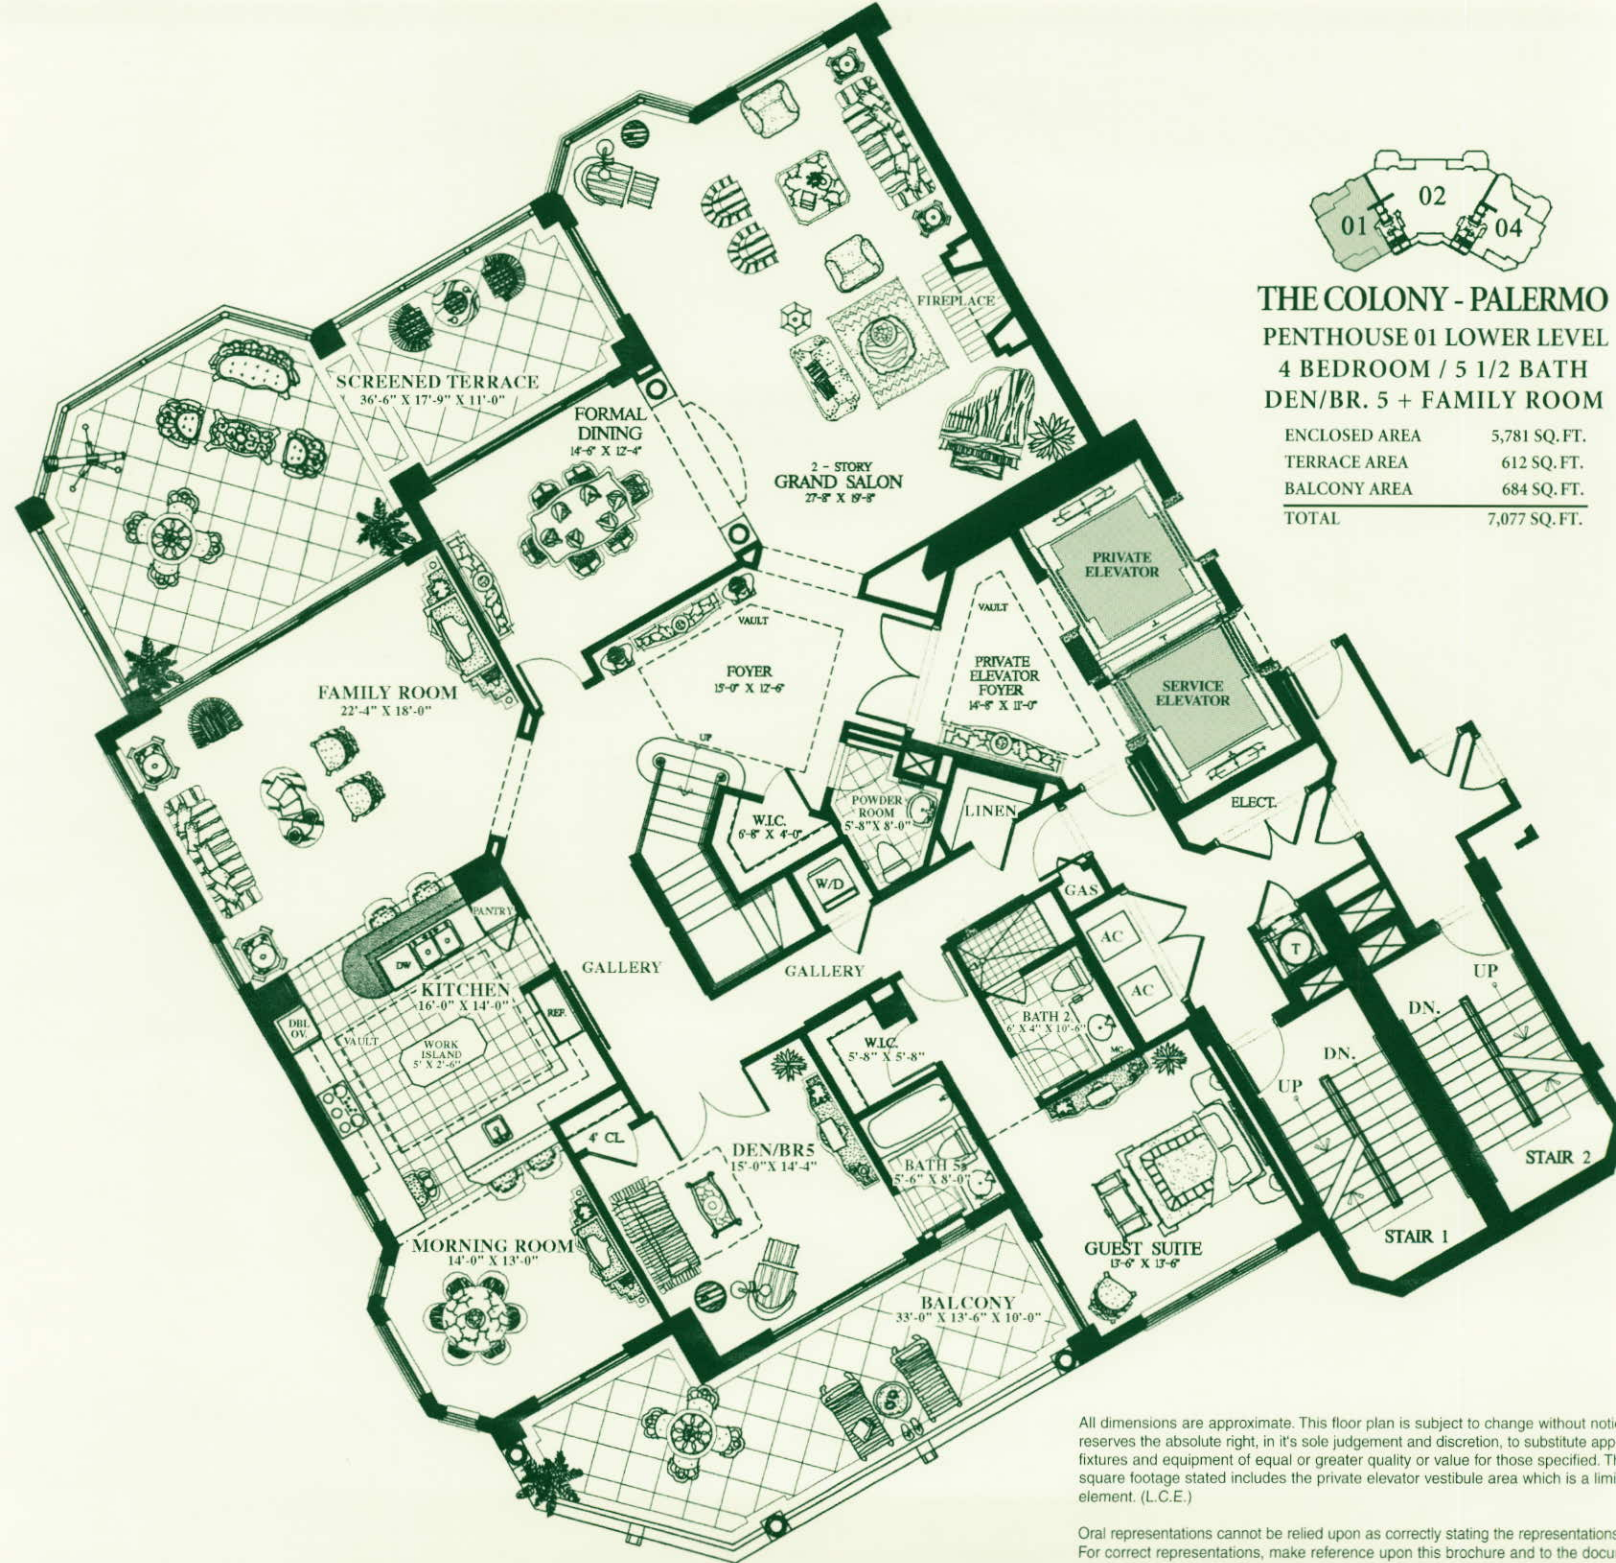 01
02
04
THE COLONY - PALERMO
PENTHOUSE 01 LOWER LEVEL
4 BEDROOM / 5 1/2 BATH
DEN/BR. 5 + FAMILY ROOM
ENCLOSED AREA 5,781 SQ. FT.
TERRACE AREA 612 SQ. FT.
BALCONY AREA 684 SQ. FT.
TOTAL 7,077 SQ. FT.
FIREPLACE
SCREENED TERRACE
36'-6" X 17'-9" X 11'-0"
FORMAL
DINING
14'-6" X 12'-4"
2 - STORY
GRAND SALON
27'-8" X 19'-8"
PRIVATE
ELEVATOR
VAULT
VAULT
FOYER
15'-0" X 12'-6"
PRIVATE
ELEVATOR
FOYER
14'-8" X 11'-0"
SERVICE
ELEVATOR
FAMILY ROOM
22'-4" X 18'-0"
UP
W.I.C.
6'-8" X 4'-0"
POWDER
ROOM
5'-8" X 8'-0"
LINEN
ELECT.
W/D
GAS
PANTRY
DW
GALLERY
GALLERY
AC
AC
T
KITCHEN
16'-0" X 14'-0"
REF.
DBL
OV.
VAULT
WORK
ISLAND
5' X 2'-6"
W.I.C.
5'-8" X 5'-8"
BATH 2
6' X 4" X 10'-6"
MC
UP
DN.
DN.
UP
4' CL.
DEN/BR5
15'-0" X 14'-4"
BATH 5
5'-6" X 8'-0"
STAIR 2
STAIR 1
MORNING ROOM
14'-0" X 13'-0"
GUEST SUITE
13'-6" X 13'-6"
BALCONY
33'-0" X 13'-6" X 10'-0"
All dimensions are approximate. This floor plan is subject to change without noti
reserves the absolute right, in it's sole judgement and discretion, to substitute app
fixtures and equipment of equal or greater quality or value for those specified. Th
square footage stated includes the private elevator vestibule area which is a limi
element. (L.C.E.)
Oral representations cannot be relied upon as correctly stating the representations
For correct representations, make reference upon this brochure and to the docu